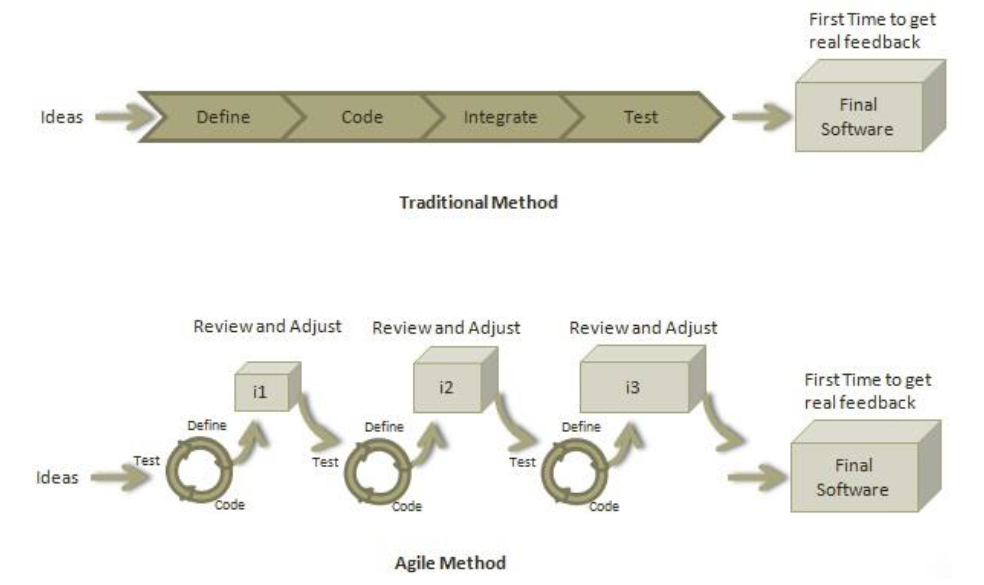 First Time to get
real feedback
Ideas
Define
Code
Integrate
Test
Final
Software
Traditional Method
Review and Adjust
Review and Adjust
Review and Adjust
i1
i2
i3
First Time to get
real feedback
Define
Define
Define
Test
Test
Test
Ideas
Code
Code
Code
Final
Software
Agile Method